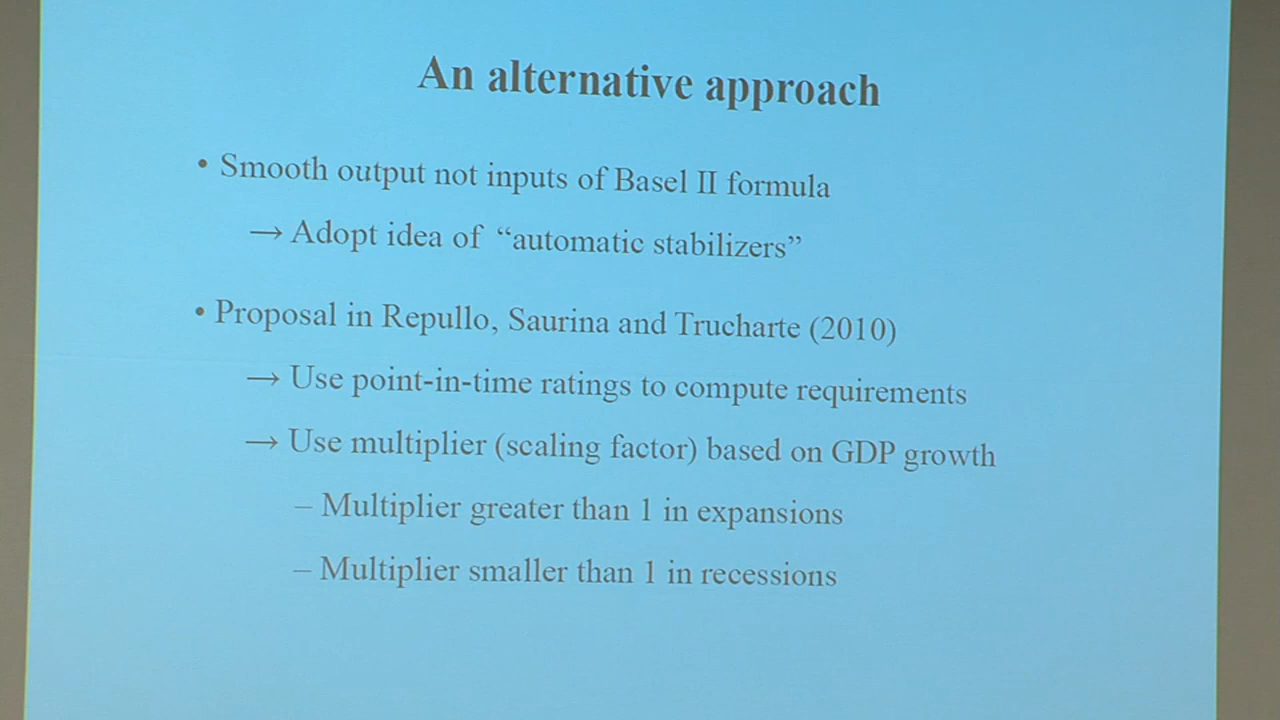 An alternative approach
• Smooth output not inputs of Basel II formula
→ Adopt idea of “automatic stabilizers”
• Proposal in Repullo, Saurina and Trucharte (2010)
→ Use point-in-time ratings to compute requirements
→ Use multiplier (scaling factor) based on GDP growth
– Multiplier greater than 1 in expansions
– Multiplier smaller than 1 in recessions